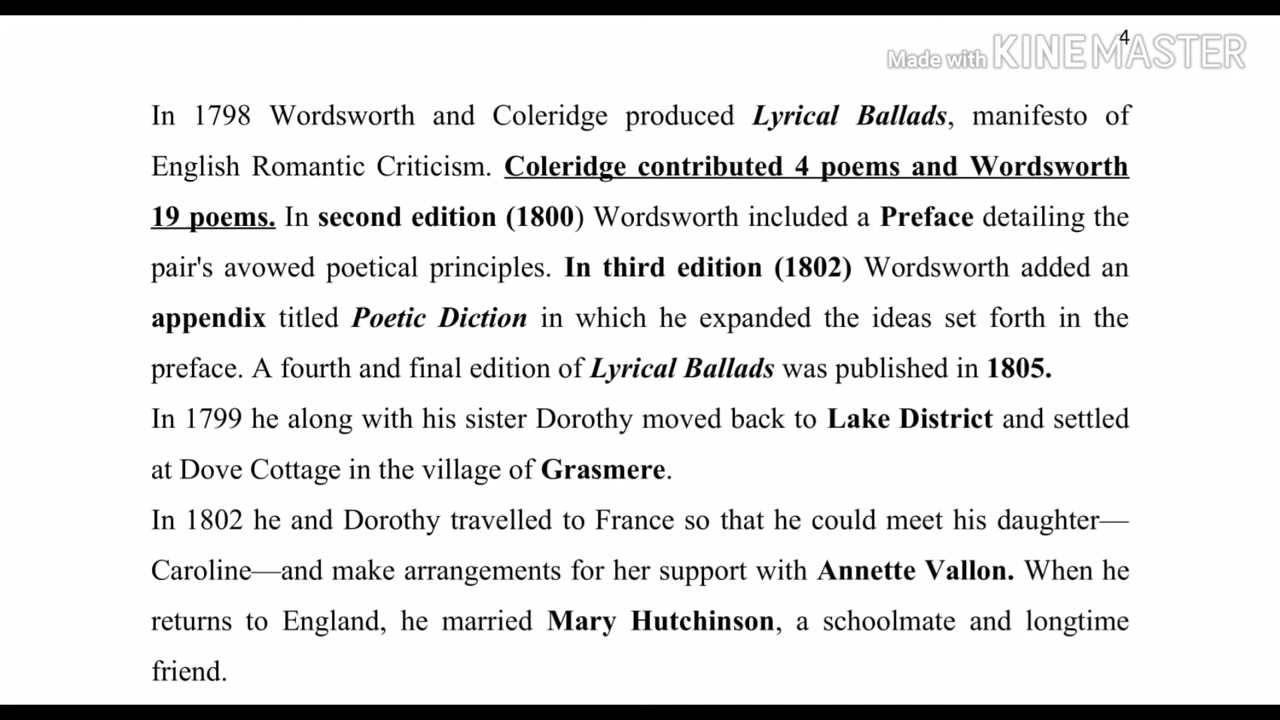 4
Made with KINEMASTER
In 1798 Wordsworth and Coleridge produced Lyrical Ballads, manifesto of
English Romantic Criticism. Coleridge contributed 4 poems and Wordsworth
19 poems. In second edition (1800) Wordsworth included a Preface detailing the
pair's avowed poetical principles. In third edition (1802) Wordsworth added an
appendix titled Poetic Diction in which he expanded the ideas set forth in the
preface. A fourth and final edition of Lyrical Ballads was published in 1805.
In 1799 he along with his sister Dorothy moved back to Lake District and settled
at Dove Cottage in the village of Grasmere.
In 1802 he and Dorothy travelled to France so that he could meet his daughter—
Caroline—and make arrangements for her support with Annette Vallon. When he
returns to England, he married Mary Hutchinson, a schoolmate and longtime
friend.